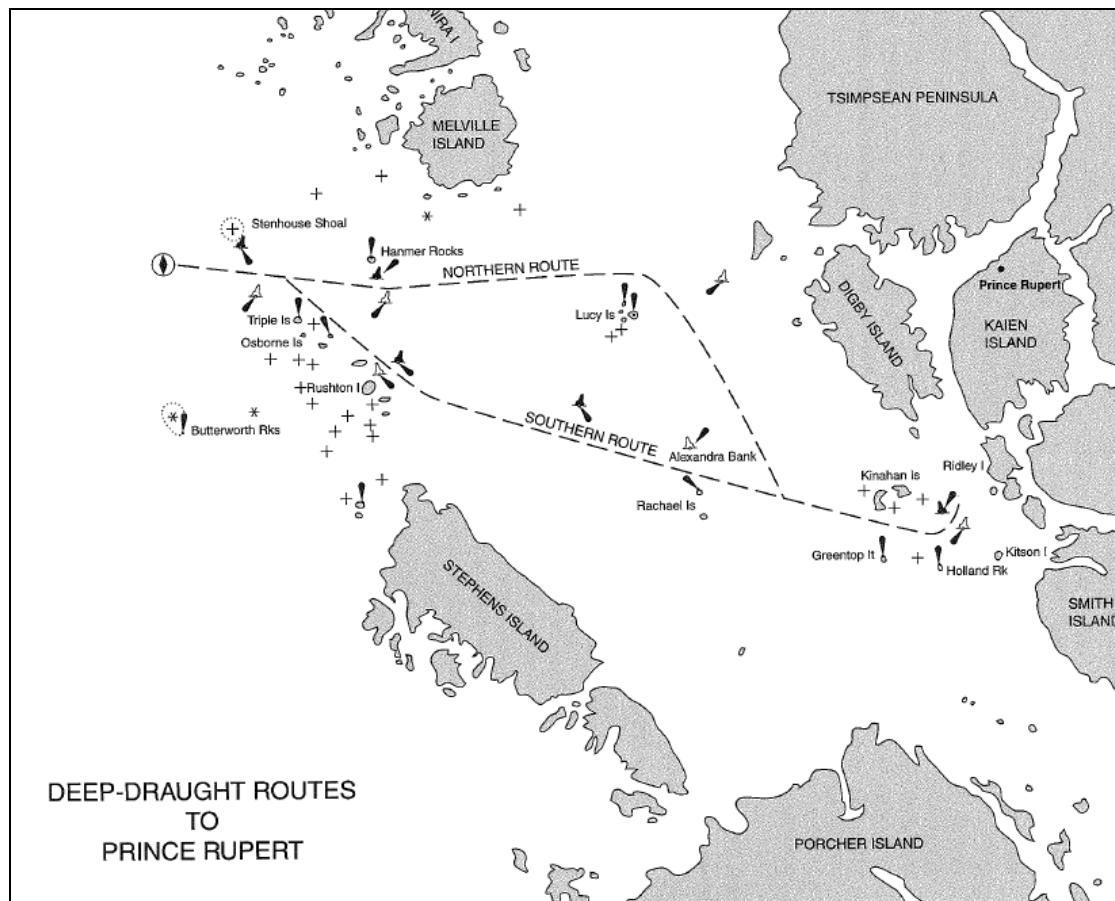 TSIMPSEAN PENINSULA
MELVILLE
ISLAND
Stenhouse Shoal
Hanmer Rocks
NORTHERN ROUTE
DIGBY ISLAND
Prince Rupert
KAIEN
ISLAND
Triple Is
Lucy Is
Osborne Is
Rushton I
Butterworth Rks
SOUTHERN ROUTE
Alexandra Bank
Kinahan Is
Ridley I
Rachael Is
Greentop It
Holland Rk
Kitson I
STEPHENS ISLAND
SMITH
ISLAND
DEEP-DRAUGHT ROUTES
TO
PRINCE RUPERT
PORCHER ISLAND